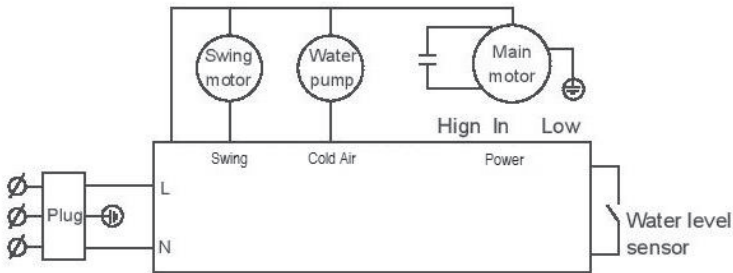 Swing
motor
Water
pump
Main
motor
Hign In Low
Swing
Cold Air
Power
L
Plug
N
Water level
sensor